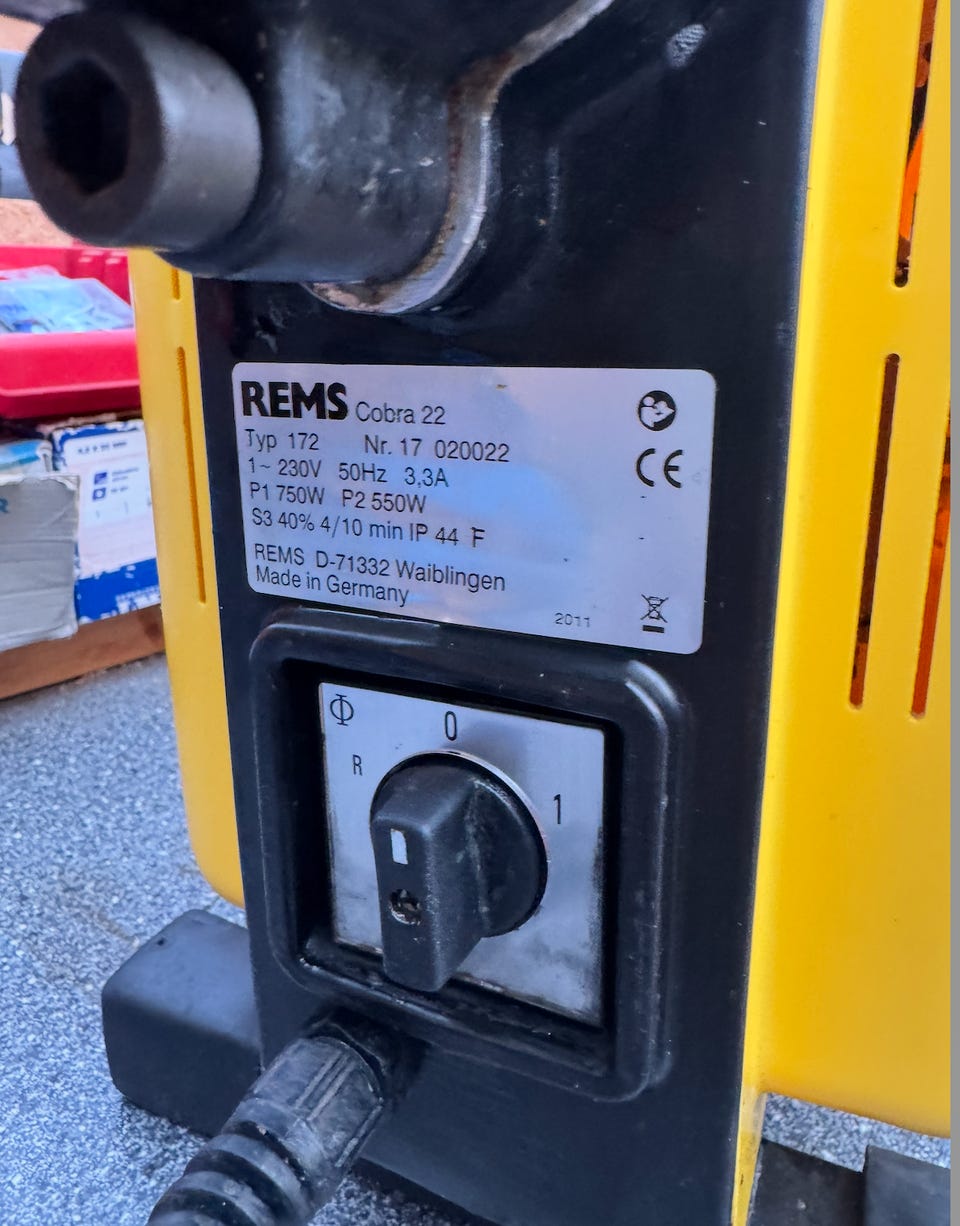 REMS Cobra 22
Typ 172 Nr. 17 020022
1~ 230V 50Hz 3,3A
P1 750W P2 550W
S3 40% 4/10 min IP 44 F
REMS D-71332 Waiblingen
Made in Germany
2011
CE
0
R
1